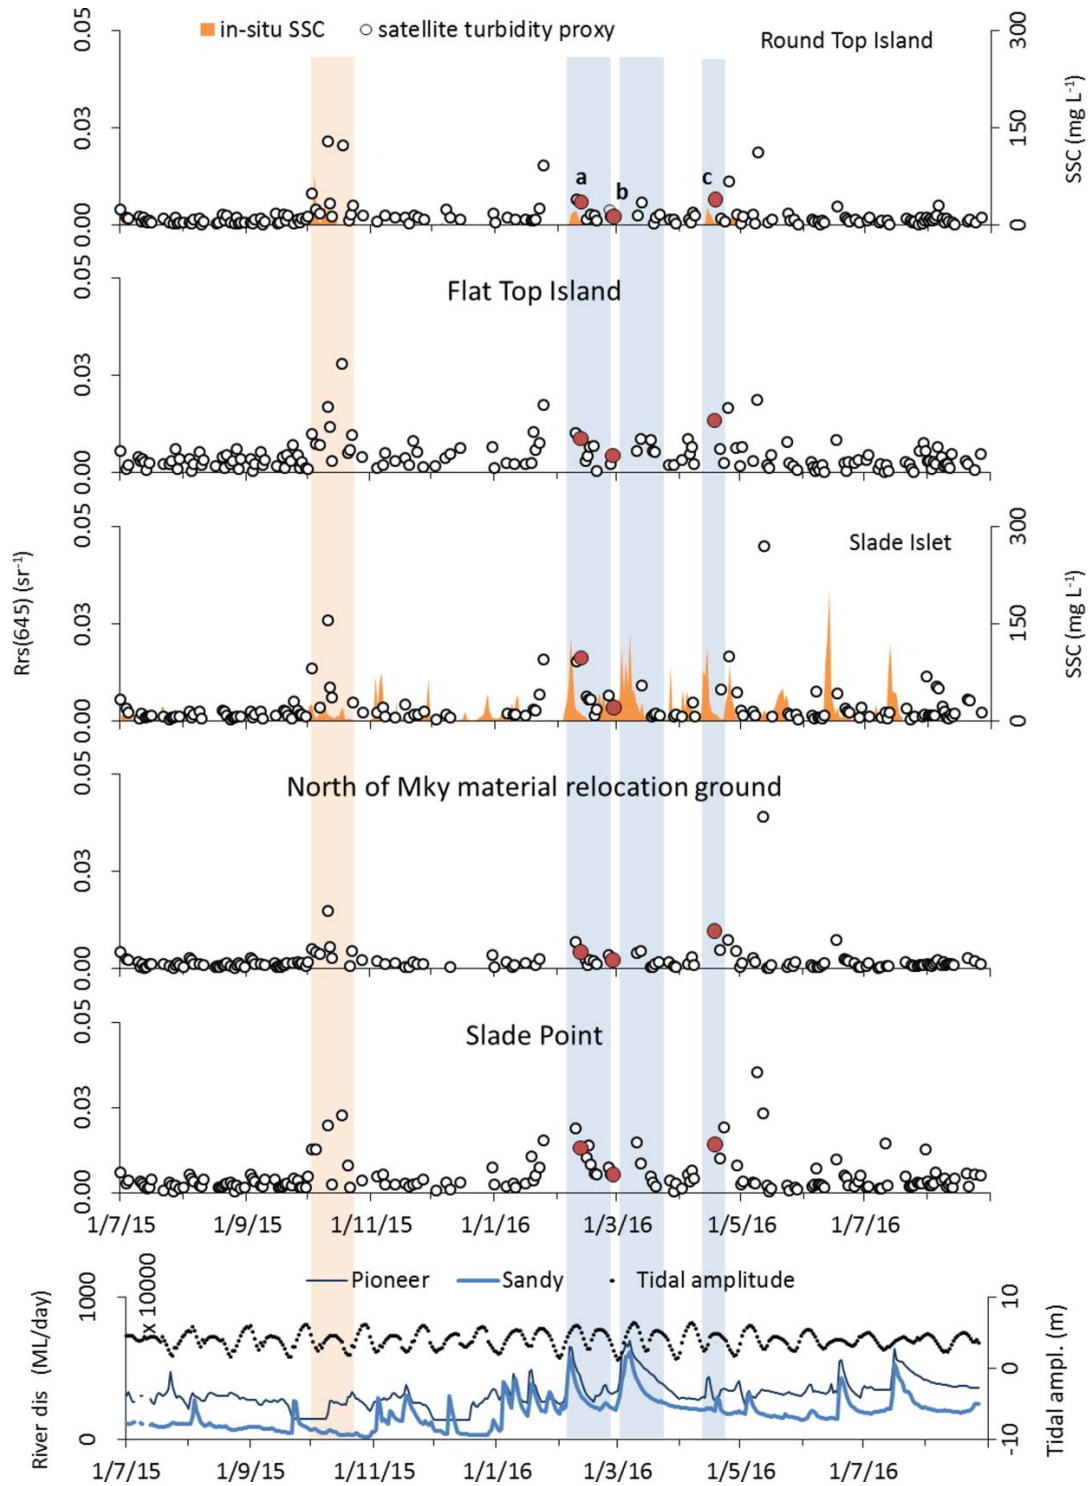 in-situ SSC
satellite turbidity proxy
Round Top Island
0.05
0.03
0.00
300
150
0
SSC (mg L⁻¹)
a
b
c
Flat Top Island
0.05
0.03
0.00
Rrs(645) (sr⁻¹)
Slade Islet
0.05
0.03
0.00
300
150
0
SSC (mg L⁻¹)
North of Mky material relocation ground
0.05
0.03
0.00
Slade Point
0.05
0.03
0.00
1/7/15 1/9/15 1/11/15 1/1/16 1/3/16 1/5/16 1/7/16
Pioneer Sandy Tidal amplitude
x 10000
River dis (ML/day)
1000
0
10
0
-10
Tidal ampl. (m)
1/7/15 1/9/15 1/11/15 1/1/16 1/3/16 1/5/16 1/7/16